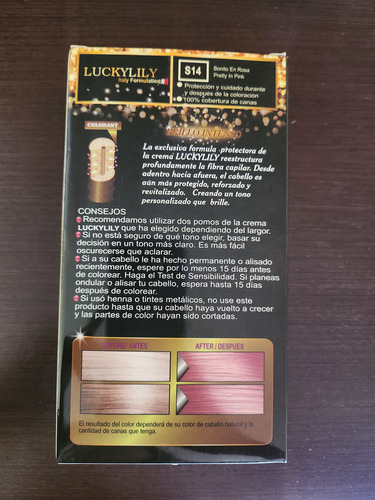 LUCKYLILY
Italy Formulation
S14
Bonito En Rosa
Pretty In Pink
Protección y cuidado durante
y después de la coloración
100% cobertura de canas
COLORANT
BRILLO INTENSO
La exclusiva formula protectora de
la crema LUCKYLILY reestructura
profundamente la fibra capilar. Desde
adentro hacia afuera, el cabello es
aún más protegido, reforzado y
revitalizado. Creando un tono
personalizado que brille.
CONSEJOS
Recomendamos utilizar dos pomos de la crema
LUCKYLILY que ha elegido dependiendo del largor.
Si no está seguro de qué tono elegir, basar su
decisión en un tono más claro. Es más fácil
oscurecerse que aclarar.
Si a su cabello le ha hecho permanente o alisado
recientemente, espere por lo menos 15 días antes
de colorear. Haga el Test de Sensibilidad. Si planeas
ondular o alisar tu cabello, espera hasta 15 días
después de colorear.
Si usó henna o tintes metálicos, no use este
producto hasta que su cabello haya vuelto a crecer
y las partes de color hayan sido cortadas.
BEFORE/ ANTES
AFTER / DESPUES
El resultado del color dependerá de su color de cabello natural y la
cantidad de canas que tenga.